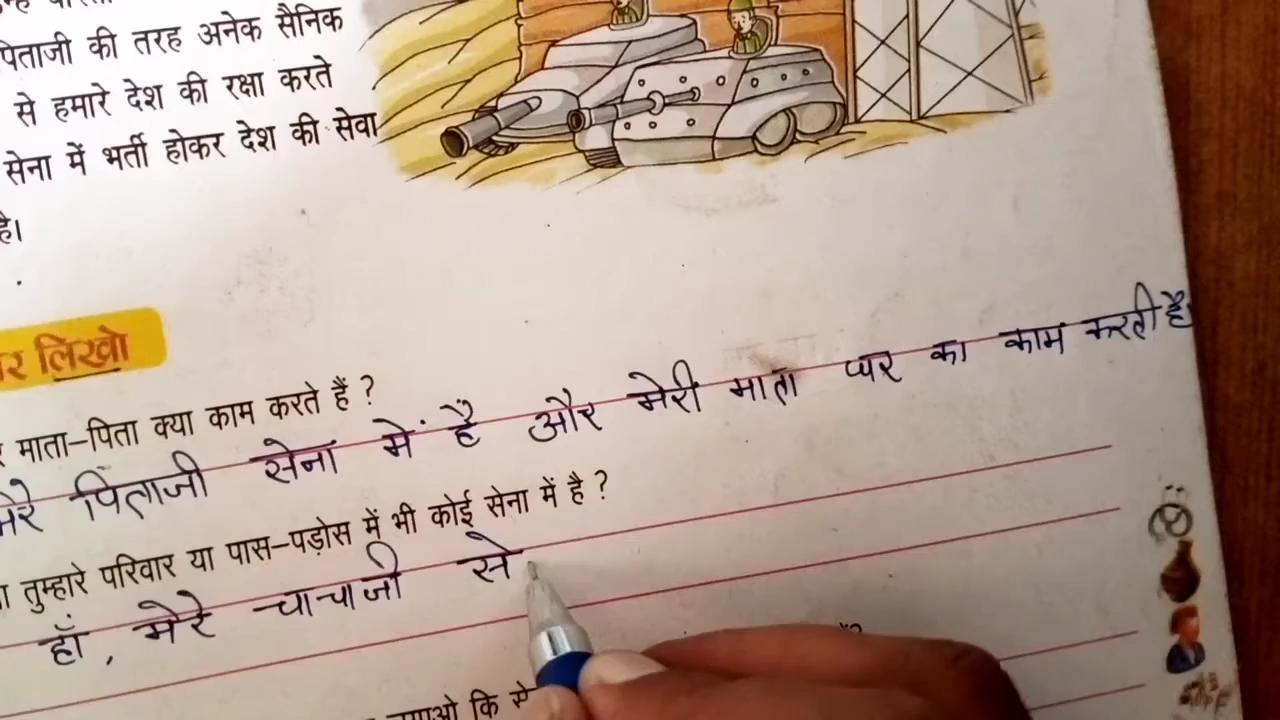 पिताजी की तरह अनेक सैनिक
से हमारे देश की रक्षा करते
सेना में भर्ती होकर देश की सेवा
है।
लिखो
माता-पिता क्या काम करते हैं ?
मेरे पिताजी सेना में है और मेरी माता घर का काम करती है
तुम्हारे परिवार या पास-पड़ोस में भी कोई सेना में है ?
हाँ, मेरे चाचाजी से
कि से